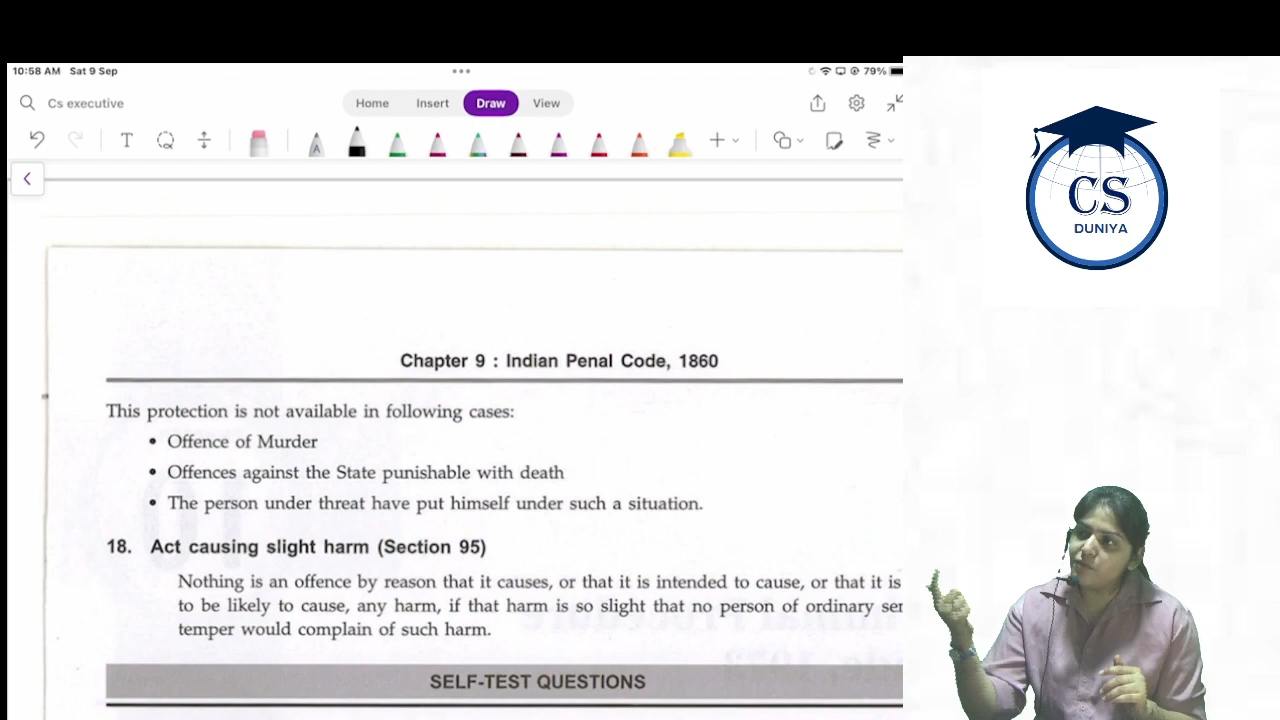 10:58 AM Sat 9 Sep
79%
Cs executive
Home Insert Draw View
T
A
CS
DUNIYA
Chapter 9 : Indian Penal Code, 1860
This protection is not available in following cases:
• Offence of Murder
• Offences against the State punishable with death
• The person under threat have put himself under such a situation.
18. Act causing slight harm (Section 95)
Nothing is an offence by reason that it causes, or that it is intended to cause, or that it is
to be likely to cause, any harm, if that harm is so slight that no person of ordinary ser
temper would complain of such harm.
SELF-TEST QUESTIONS